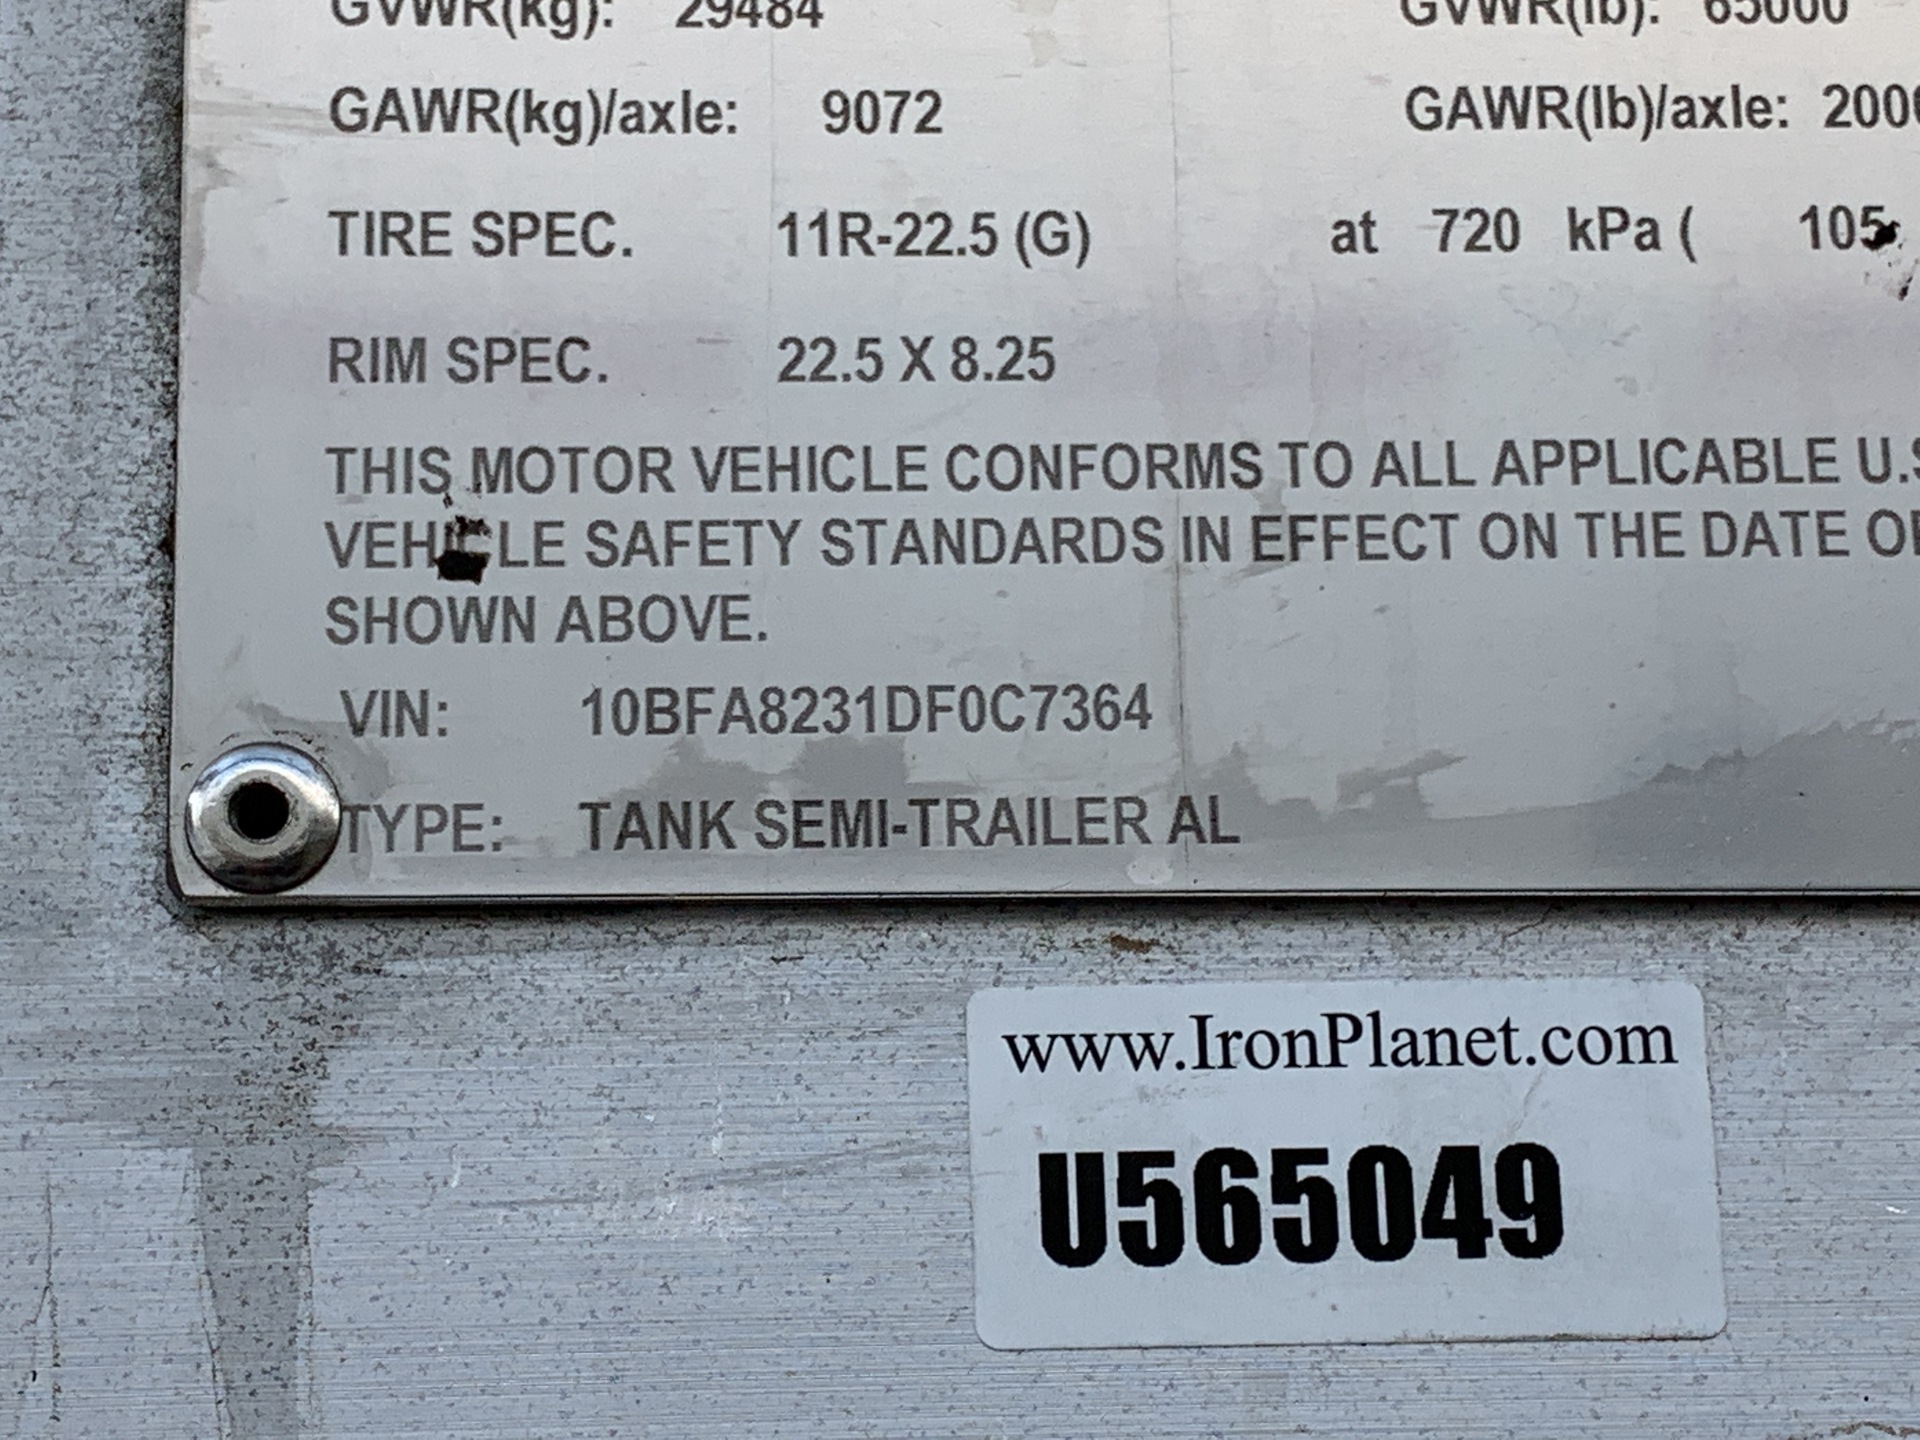 GVWR(kg): 29484 GVWR(lb): 65000
GAWR(kg)/axle: 9072 GAWR(lb)/axle: 2000
TIRE SPEC. 11R-22.5 (G) at 720 kPa ( 105
RIM SPEC. 22.5 X 8.25
THIS MOTOR VEHICLE CONFORMS TO ALL APPLICABLE U.S
VEHICLE SAFETY STANDARDS IN EFFECT ON THE DATE OF
SHOWN ABOVE.
VIN: 10BFA8231DF0C7364
TYPE: TANK SEMI-TRAILER AL
www.IronPlanet.com
U565049